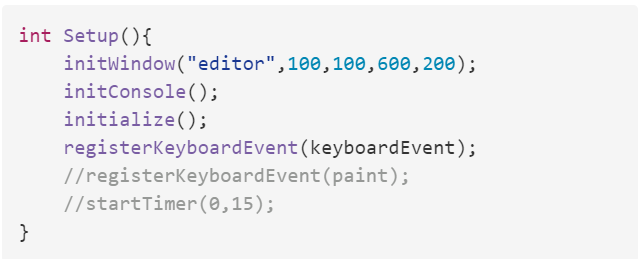 int Setup(){
    initWindow("editor",100,100,600,200);
    initConsole();
    initialize();
    registerKeyboardEvent(keyboardEvent);
    //registerKeyboardEvent(paint);
    //startTimer(0,15);
}